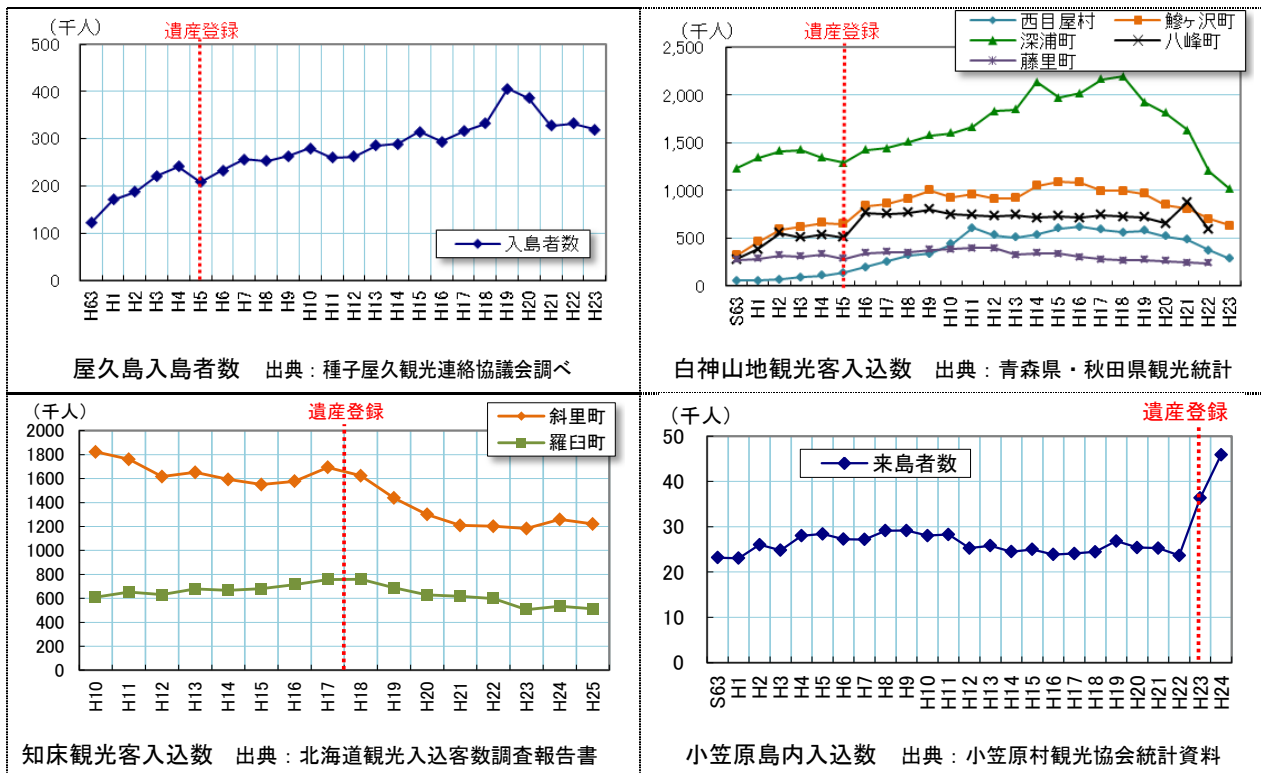 (千人)
遺産登録
500
400
300
200
100
0
入島者数
H63 H1 H2 H3 H4 H5 H6 H7 H8 H9 H10 H11 H12 H13 H14 H15 H16 H17 H18 H19 H20 H21 H22 H23
屋久島入島者数 出典：種子屋久観光連絡協議会調べ
(千人)
遺産登録
西目屋村 鰺ヶ沢町
深浦町 八峰町
藤里町
2,500
2,000
1,500
1,000
500
0
S63 H1 H2 H3 H4 H5 H6 H7 H8 H9 H10 H11 H12 H13 H14 H15 H16 H17 H18 H19 H20 H21 H22 H23
白神山地観光客入込数 出典：青森県・秋田県観光統計
（千人）
遺産登録
斜里町
羅臼町
2000
1800
1600
1400
1200
1000
800
600
400
200
0
H10 H11 H12 H13 H14 H15 H16 H17 H18 H19 H20 H21 H22 H23 H24 H25
知床観光客入込数 出典：北海道観光入込客数調査報告書
（千人）
遺産登録
来島者数
50
40
30
20
10
0
S63 H1 H2 H3 H4 H5 H6 H7 H8 H9 H10 H11 H12 H13 H14 H15 H16 H17 H18 H19 H20 H21 H22 H23 H24
小笠原島内入込数 出典：小笠原村観光協会統計資料